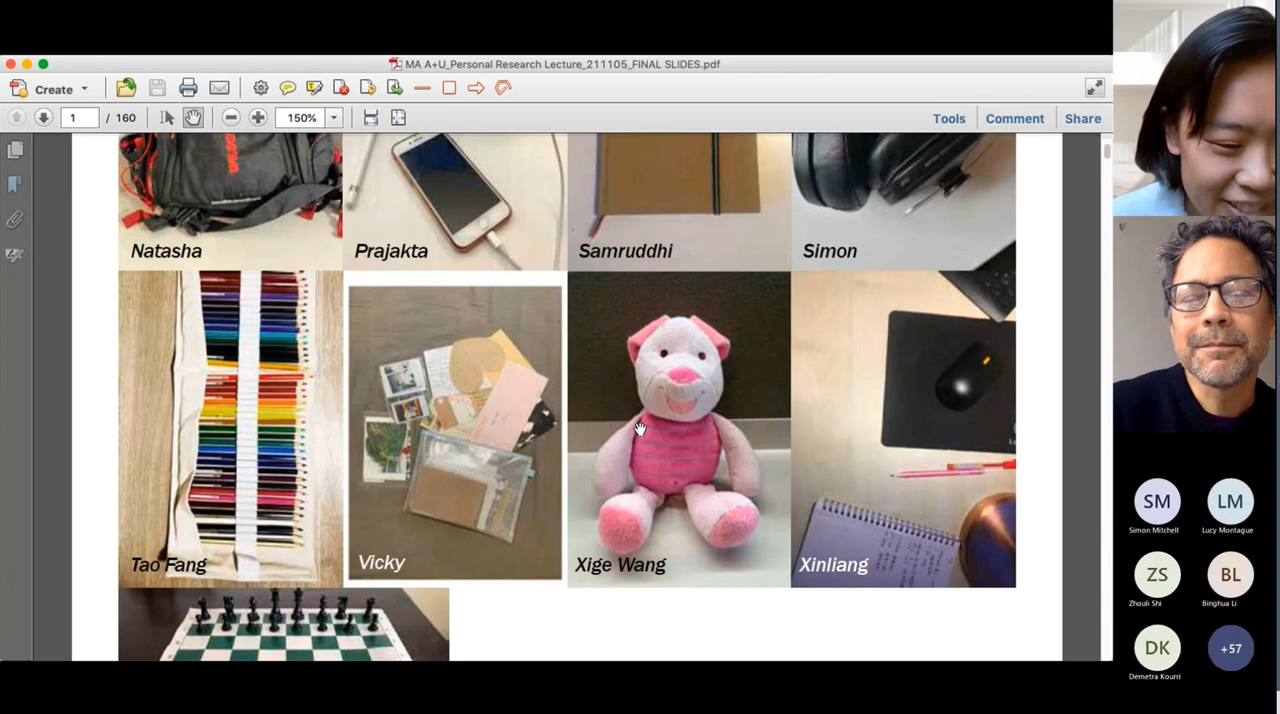 MA A+U_Personal Research Lecture_211105_FINAL SLIDES.pdf
Create
1 / 160
150%
Tools Comment Share
Natasha
Prajakta
Samruddhi
Simon
Tao Fang
Vicky
Xige Wang
Xinliang
SM
LM
Simon Mitchell
Lucy Montague
ZS
BL
Zhouli Shi
Binghua Li
DK
+57
Demetra Kourri